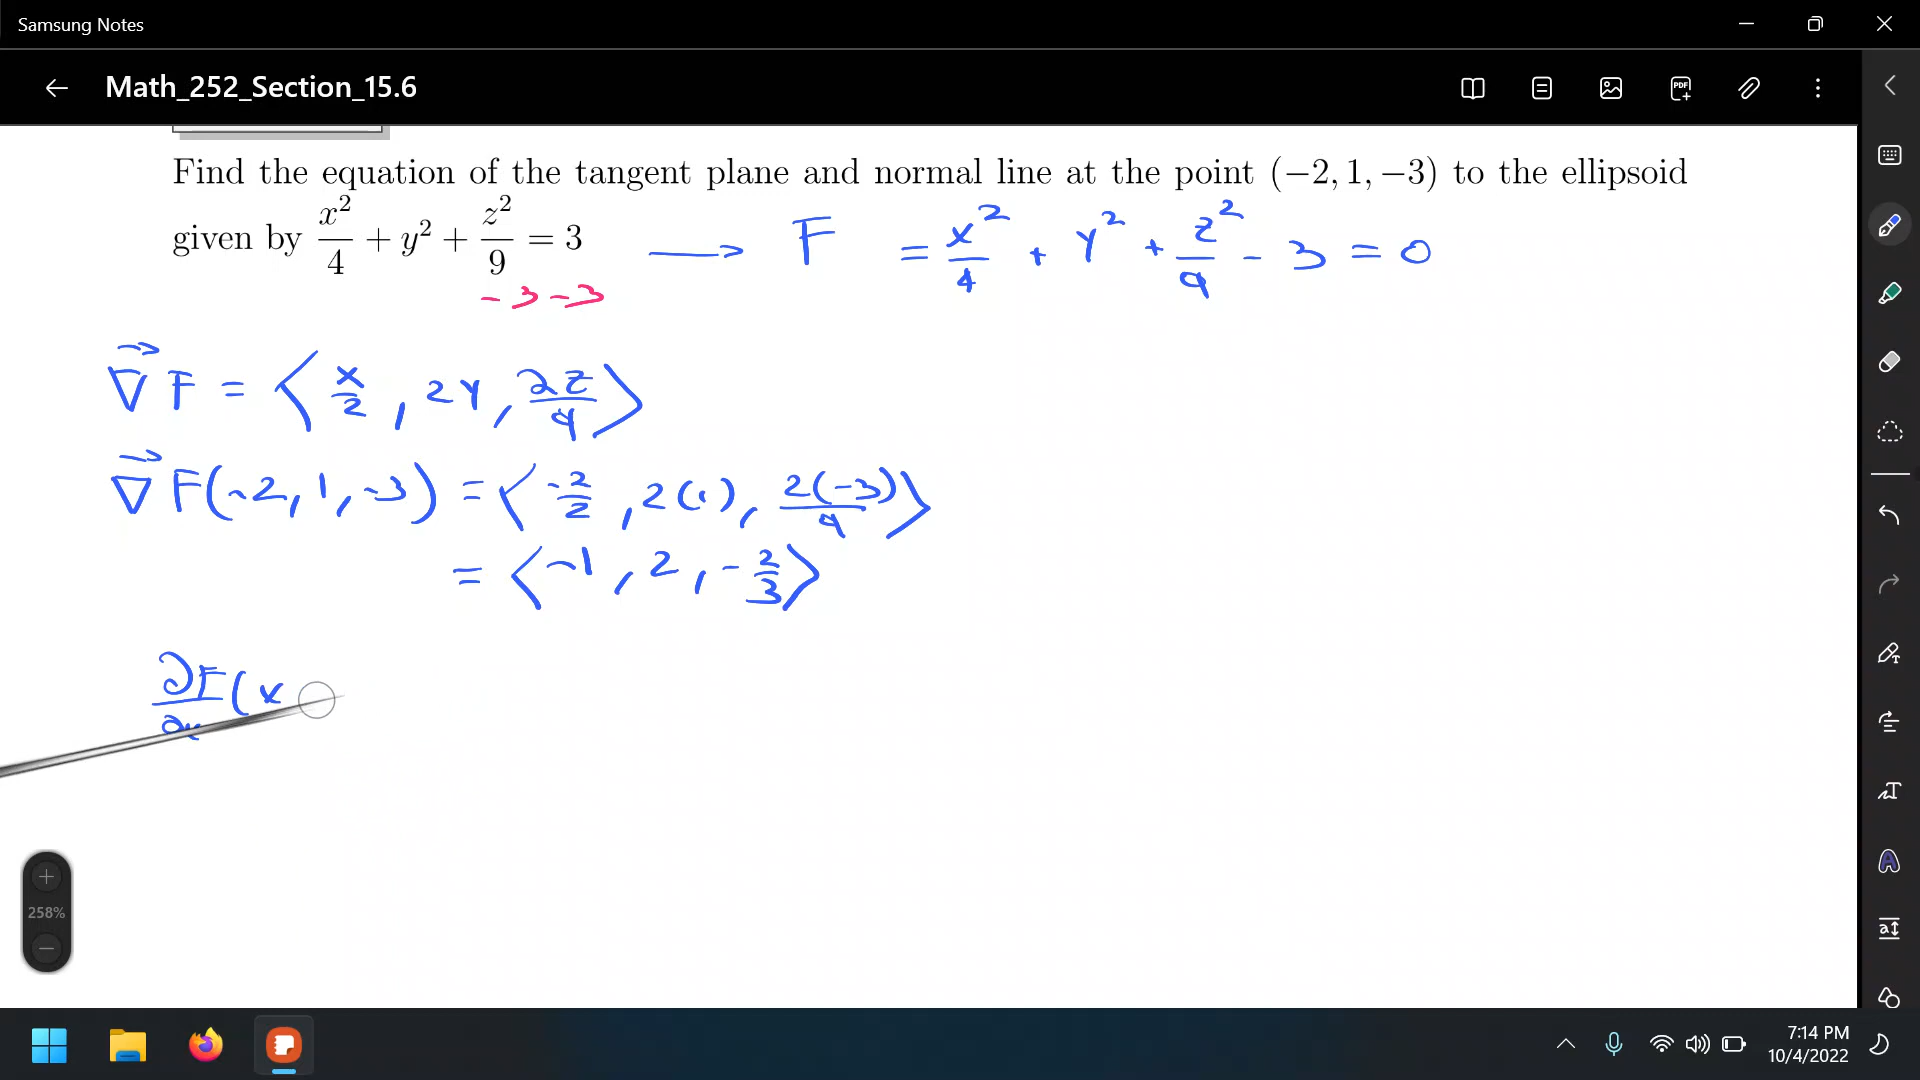 Samsung Notes
Math_252_Section_15.6
Find the equation of the tangent plane and normal line at the point (−2, 1, −3) to the ellipsoid
given by x²/4 + y² + z²/9 = 3 → F = x²/4 + y² + z²/9 - 3 = 0
-3 -3
∇⃗F = ⟨x/2, 2y, 2z/9⟩
∇⃗F(-2, 1, -3) = ⟨-2/2, 2(1), 2(-3)/9⟩
= ⟨-1, 2, -2/3⟩
∂F/∂x (x
258%
7:14 PM
10/4/2022